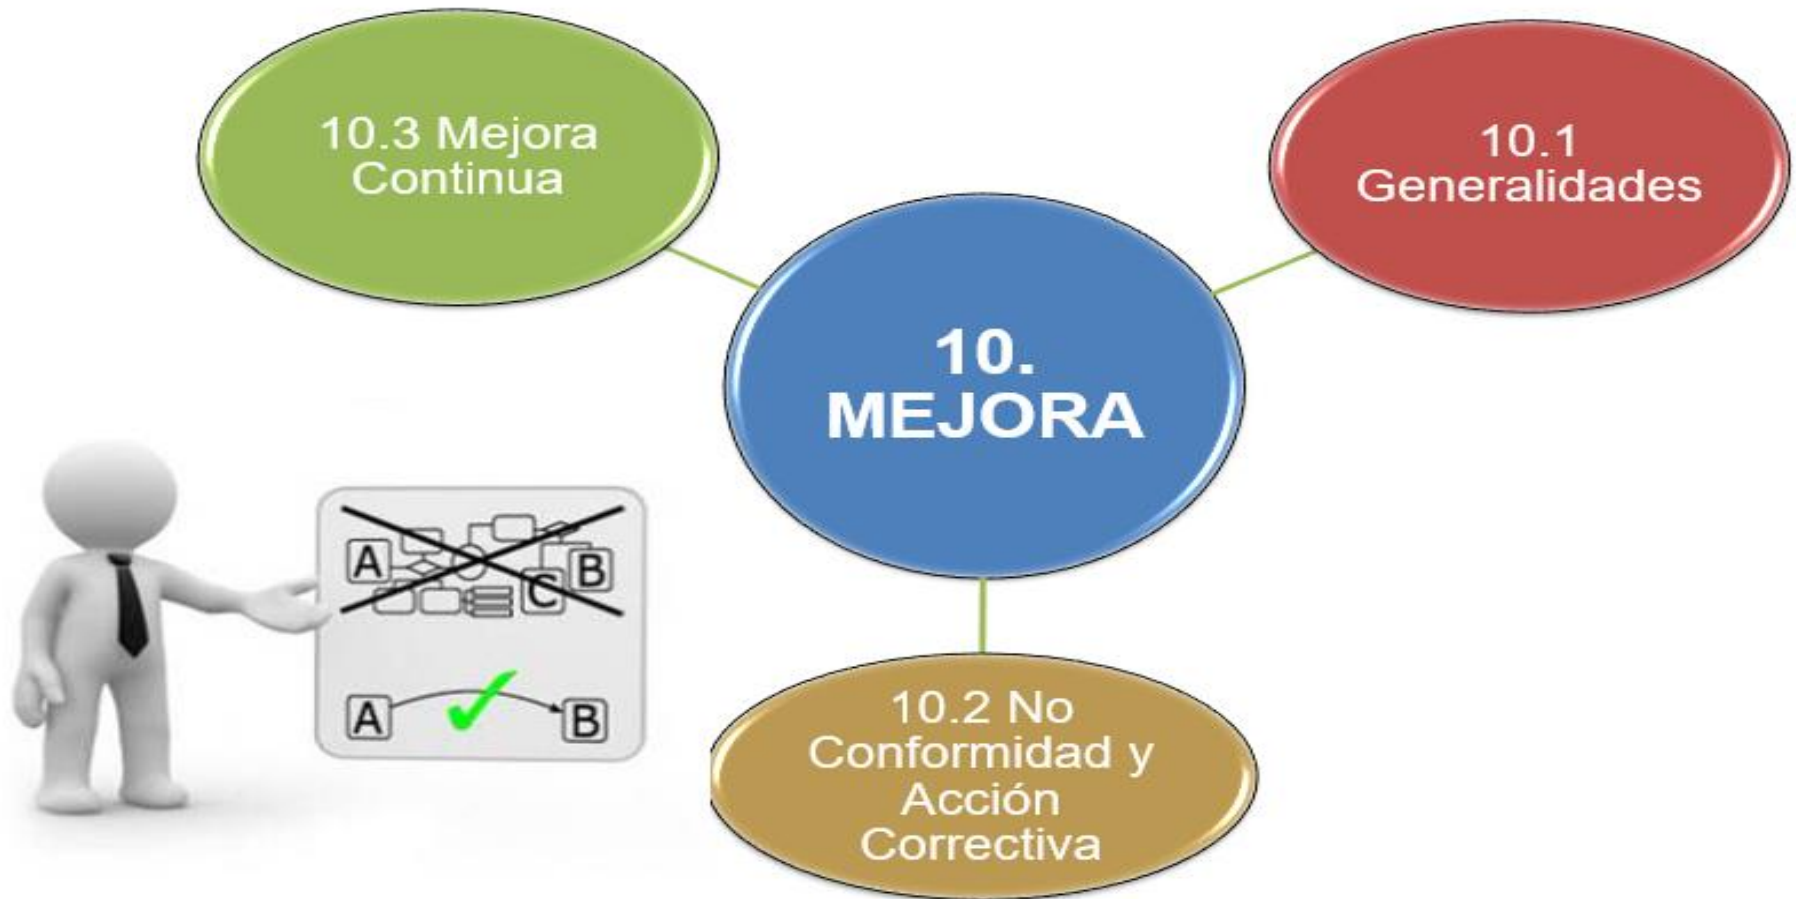 10.3 Mejora
Continua
10.1
Generalidades
10.
MEJORA
A
B
C
A
B
10.2 No
Conformidad y
Acción
Correctiva